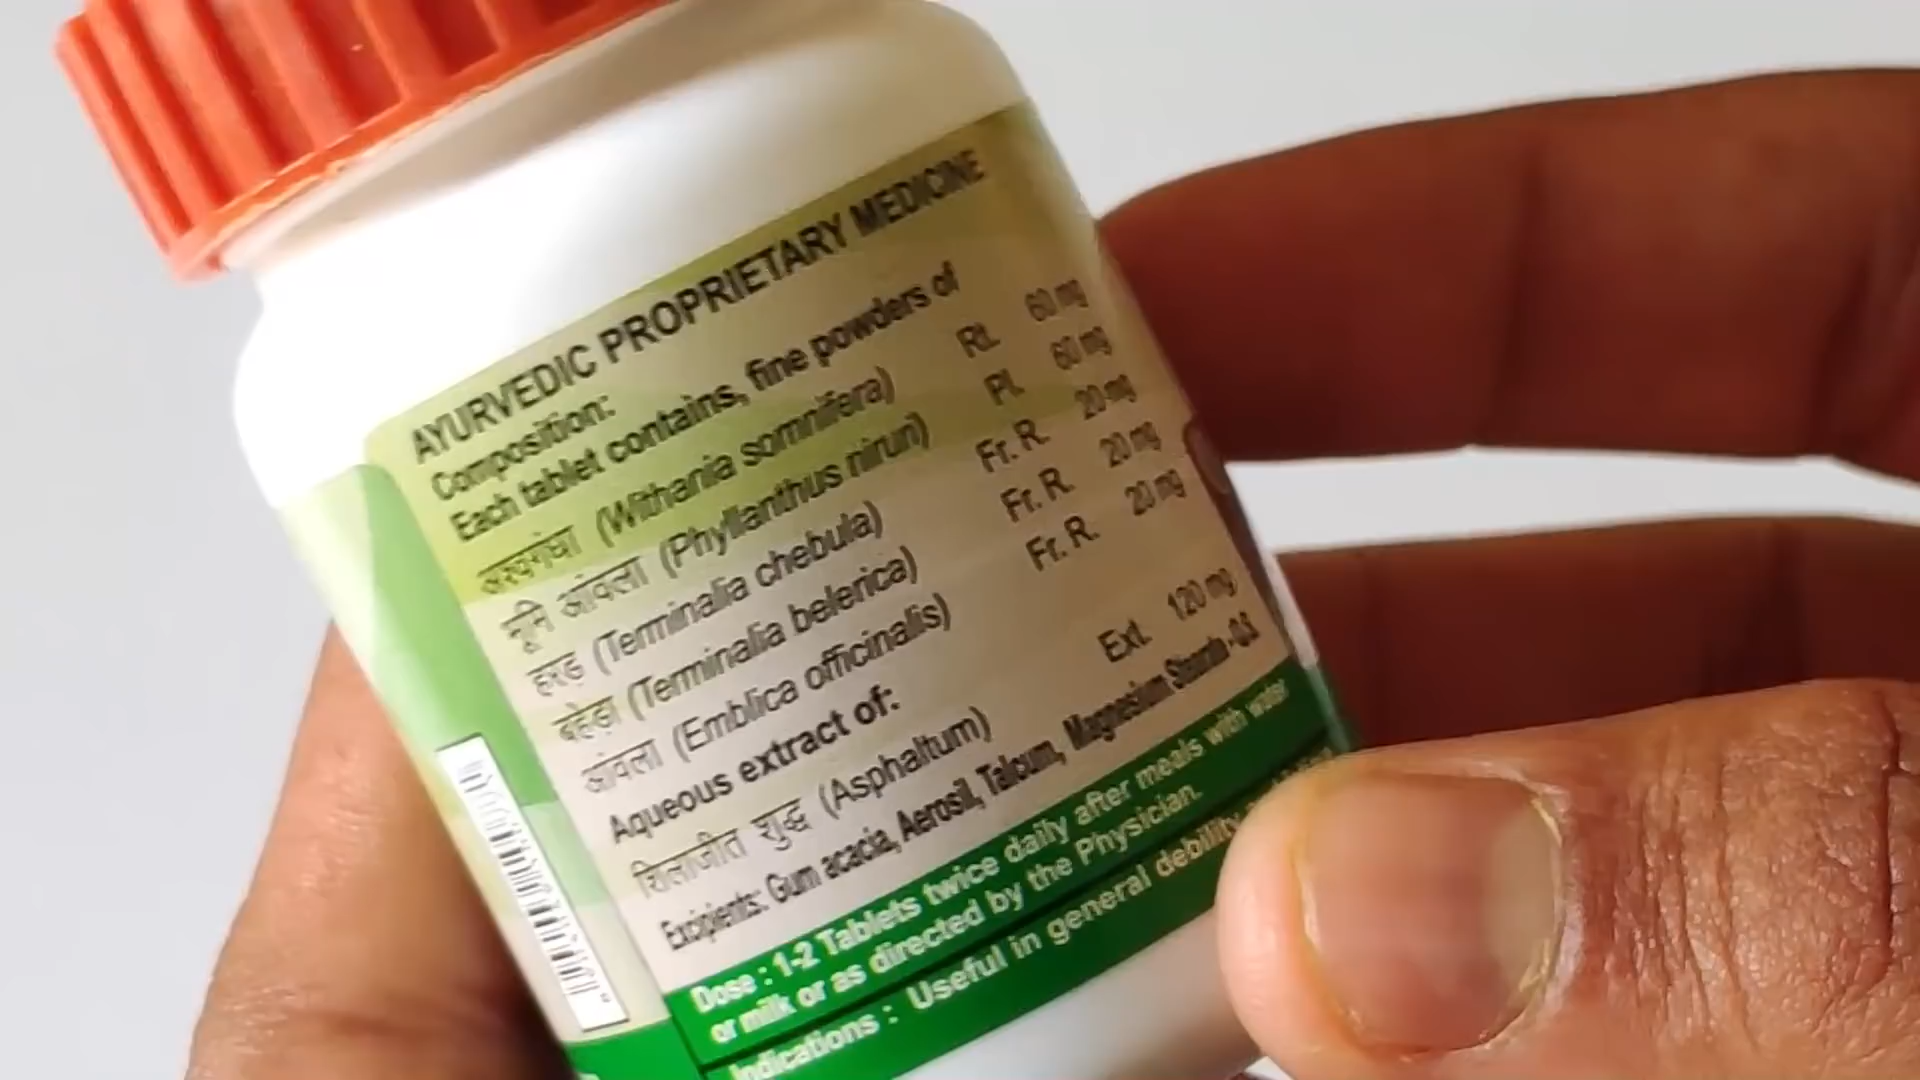 AYURVEDIC PROPRIETARY MEDICINE
Composition:
Each tablet contains, fine powders of
अश्वगंधा (Withania somnifera) Rt. 60 mg
भूमि आंवला (Phyllanthus niruri) Pl. 60 mg
हरड़ (Terminalia chebula) Fr. R. 20 mg
बहेड़ा (Terminalia belerica) Fr. R. 20 mg
आंवला (Emblica officinalis) Fr. R. 20 mg
Aqueous extract of:
शिलाजीत शुद्ध (Asphaltum) Ext. 120 mg
Excipients: Gum acacia, Aerosil, Talcum, Magnesium Stearate - Q.S
Dose : 1-2 Tablets twice daily after meals with water
or milk or as directed by the Physician.
Indications : Useful in general debility